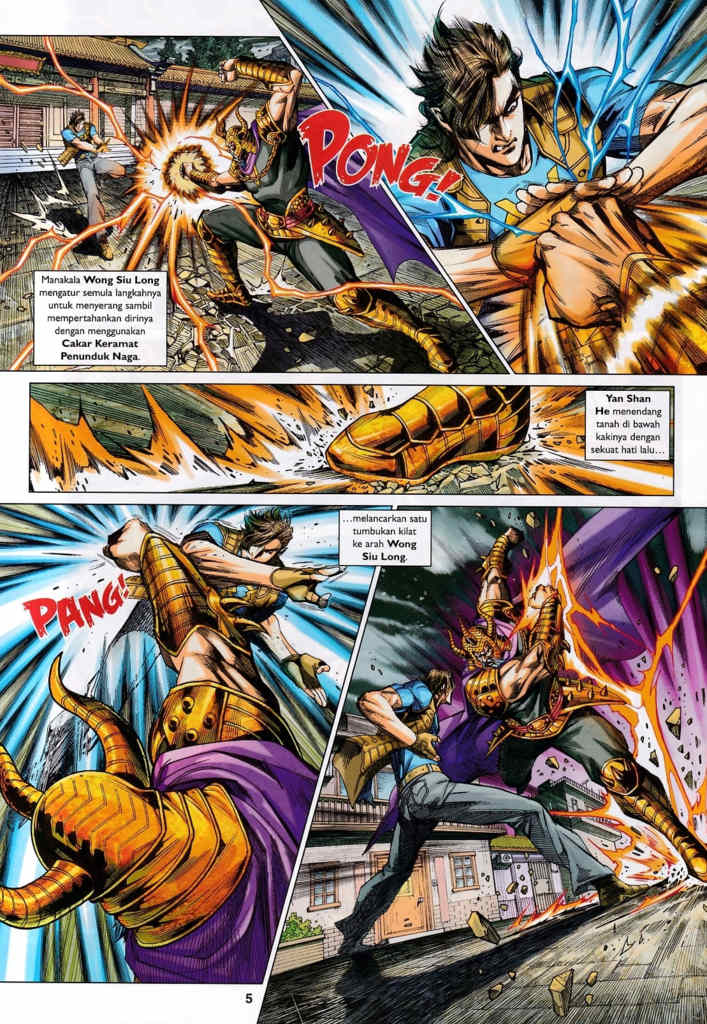 PONG!
Manakala Wong Siu Long
mengatur semula langkahnya
untuk menyerang sambil
mempertahankan dirinya
dengan menggunakan
Cakar Keramat
Penunduk Naga.
Yan Shan
He menendang
tanah di bawah
kakinya dengan
sekuat hati lalu...
...melancarkan satu
tumbukan kilat
ke arah Wong
Siu Long.
PANG!
5